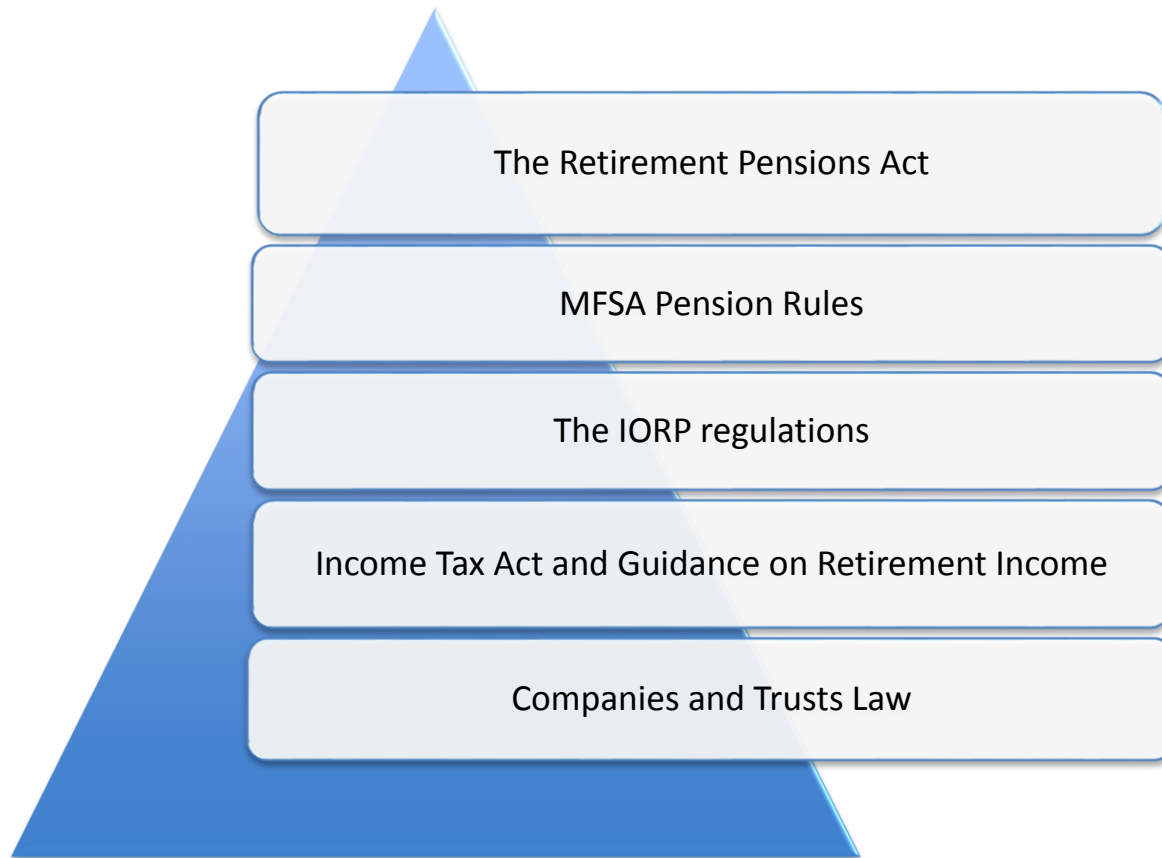 The Retirement Pensions Act
MFSA Pension Rules
The IORP regulations
Income Tax Act and Guidance on Retirement Income
Companies and Trusts Law